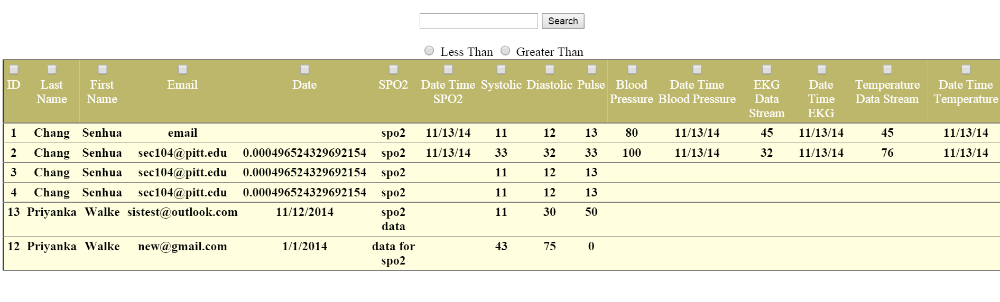 Search
Less Than Greater Than
ID Last Name First Name Email Date SPO2 Date Time SPO2 Systolic Diastolic Pulse Blood Pressure Date Time Blood Pressure EKG Data Stream Date Time EKG Temperature Data Stream Date Time Temperature
1 Chang Senhua email spo2 11/13/14 11 12 13 80 11/13/14 45 11/13/14 45 11/13/14
2 Chang Senhua sec104@pitt.edu 0.000496524329692154 spo2 11/13/14 33 32 33 100 11/13/14 32 11/13/14 76 11/13/14
3 Chang Senhua sec104@pitt.edu 0.000496524329692154 spo2 11 12 13
4 Chang Senhua sec104@pitt.edu 0.000496524329692154 spo2 11 12 13
13 Priyanka Walke sistest@outlook.com 11/12/2014 spo2 data 11 30 50
12 Priyanka Walke new@gmail.com 1/1/2014 data for spo2 43 75 0